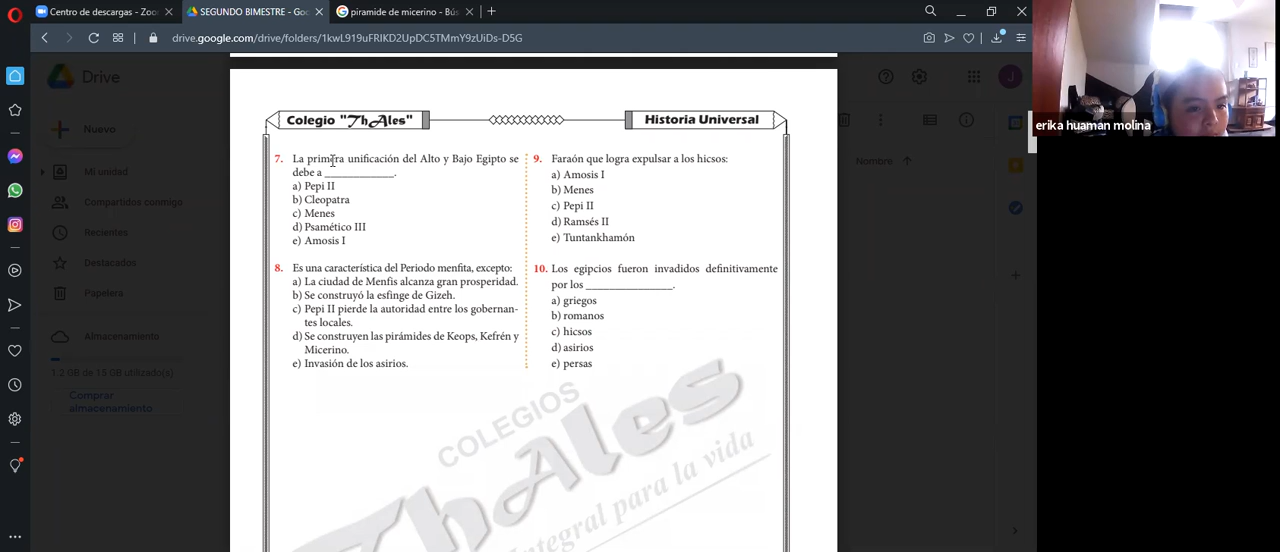 Centro de descargas - Zoo
SEGUNDO BIMESTRE - Goo
piramide de micerino - Bús
drive.google.com/drive/folders/1kwL919uFRIKD2UpDC5TMmY9zUiDs-D5G
Drive
Nuevo
Mi unidad
Compartidos conmigo
Recientes
Destacados
Papelera
Almacenamiento
1.2 GB de 15 GB utilizado(s)
Comprar
almacenamiento
Nombre
J
erika huaman molina
Colegio "ThAles"
Historia Universal
7. La primera unificación del Alto y Bajo Egipto se
debe a ____________.
a) Pepi II
b) Cleopatra
c) Menes
d) Psamético III
e) Amosis I
8. Es una característica del Periodo menfita, excepto:
a) La ciudad de Menfis alcanza gran prosperidad.
b) Se construyó la esfinge de Gizeh.
c) Pepi II pierde la autoridad entre los gobernan-
tes locales.
d) Se construyen las pirámides de Keops, Kefrén y
Micerino.
e) Invasión de los asirios.
9. Faraón que logra expulsar a los hicsos:
a) Amosis I
b) Menes
c) Pepi II
d) Ramsés II
e) Tuntankhamón
10. Los egipcios fueron invadidos definitivamente
por los _______________.
a) griegos
b) romanos
c) hicsos
d) asirios
e) persas
COLEGIOS
ThAles
integral para la vida